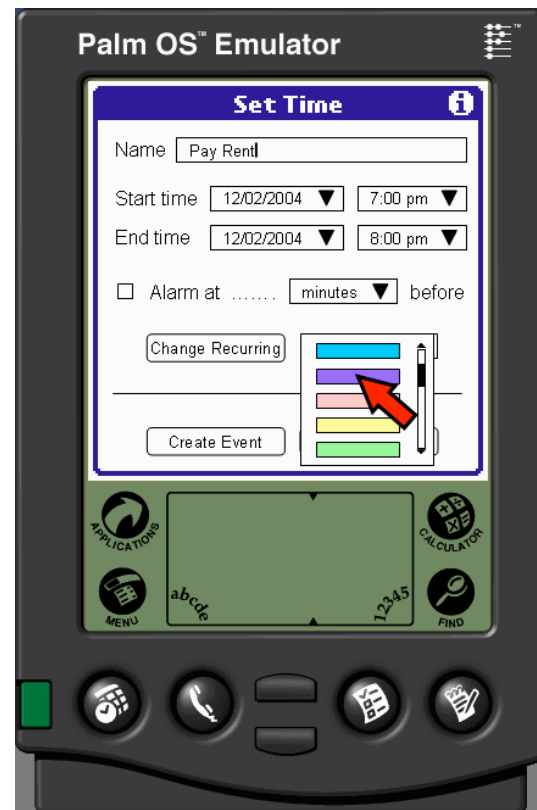 Palm OS™ Emulator
Set Time
Name Pay Rent
Start time 12/02/2004 7:00 pm
End time 12/02/2004 8:00 pm
Alarm at ....... minutes before
Change Recurring
Create Event
APPLICATIONS
CALCULATOR
MENU
abcde
12345
FIND